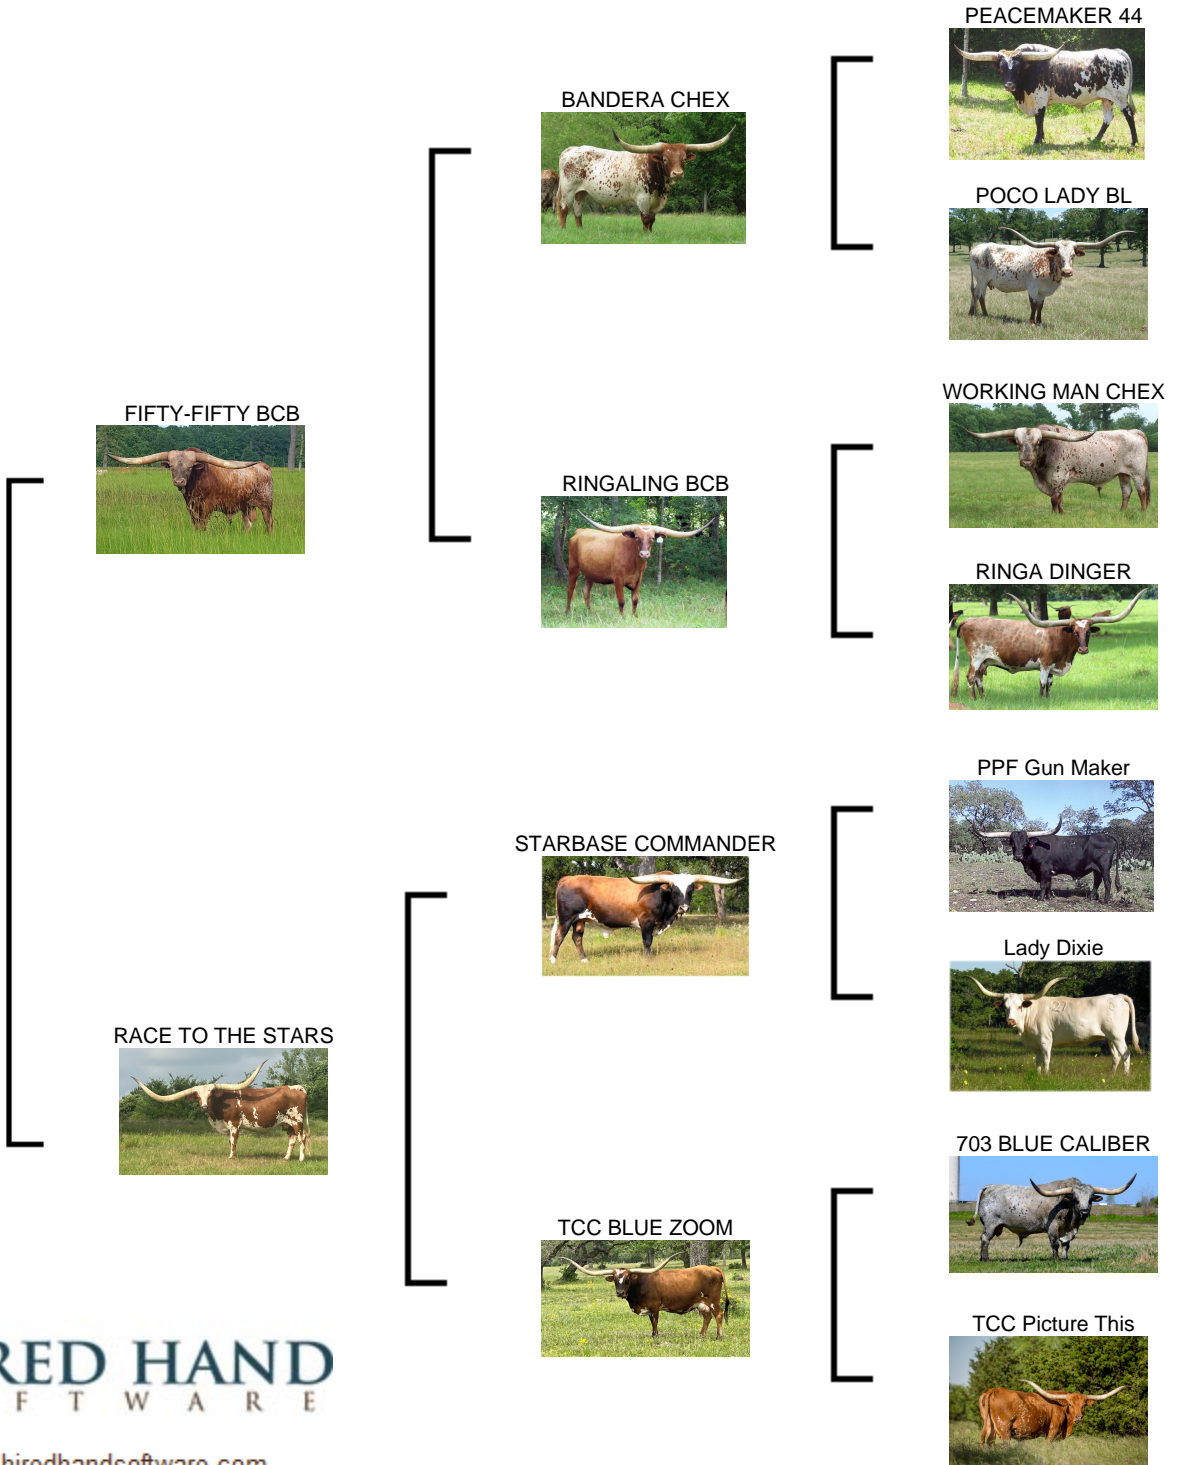 PEACEMAKER 44
BANDERA CHEX
POCO LADY BL
WORKING MAN CHEX
FIFTY-FIFTY BCB
RINGALING BCB
RINGA DINGER
PPF Gun Maker
STARBASE COMMANDER
Lady Dixie
RACE TO THE STARS
703 BLUE CALIBER
TCC BLUE ZOOM
TCC Picture This
RED HAND
F T W A R E
hiredhandsoftware.com